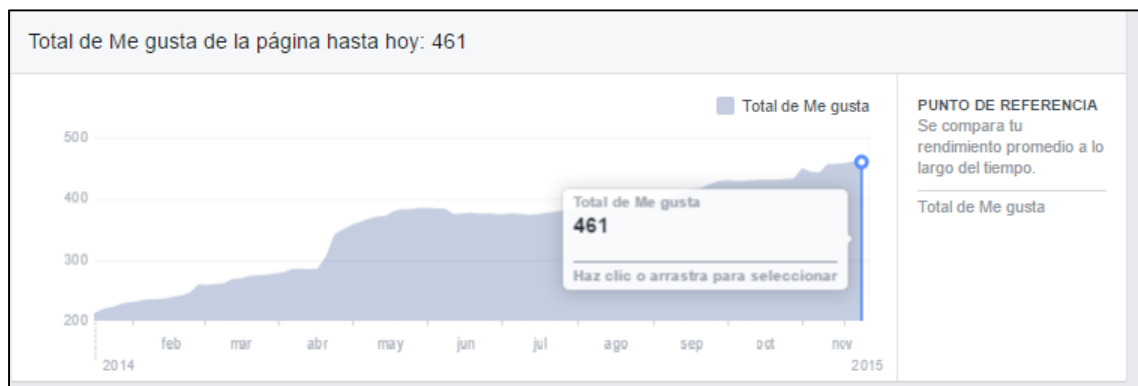 Total de Me gusta de la página hasta hoy: 461
Total de Me gusta
500
400
300
200
Total de Me gusta
461
Haz clic o arrastra para seleccionar
feb mar abr may jun jul ago sep oct nov
2014 2015
PUNTO DE REFERENCIA
Se compara tu
rendimiento promedio a lo
largo del tiempo.
Total de Me gusta